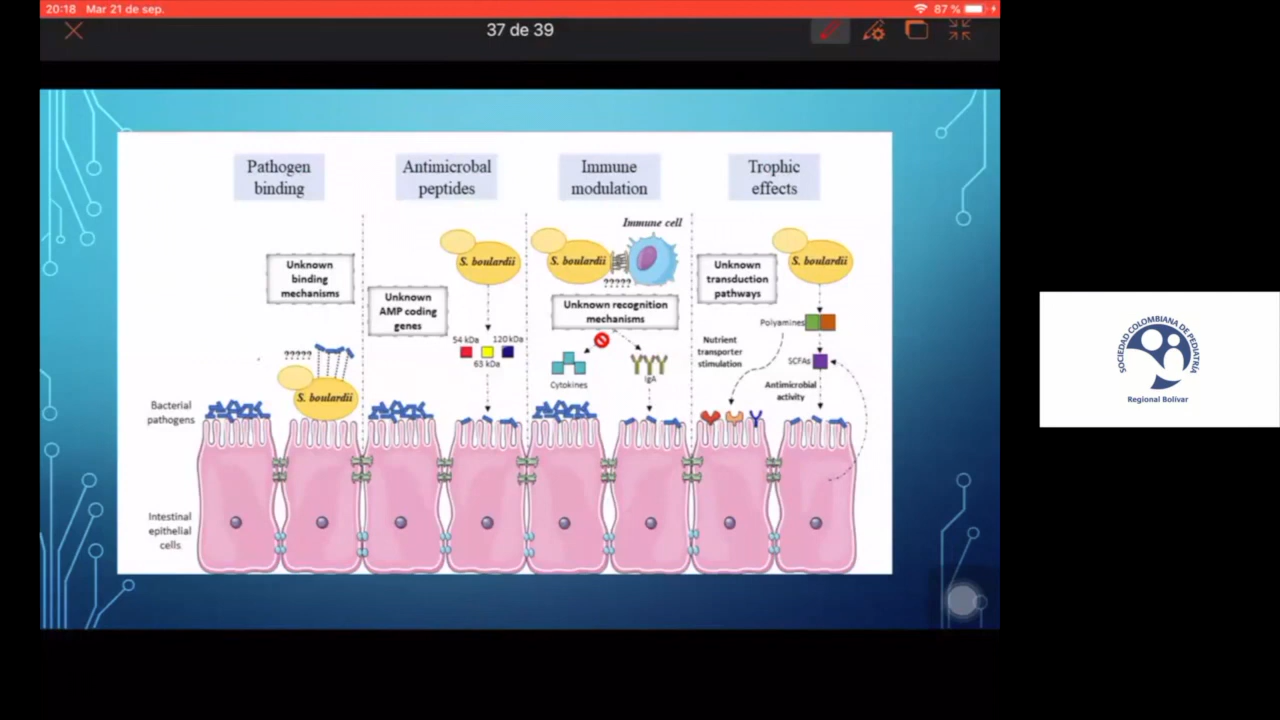 20:18 Mar 21 de sep.
87 %
37 de 39
Pathogen
binding
Antimicrobial
peptides
Immune
modulation
Trophic
effects
Unknown
binding
mechanisms
?????
S. boulardii
Bacterial
pathogens
Intestinal
epithelial
cells
S. boulardii
Unknown
AMP coding
genes
54 kDa
120 kDa
63 kDa
Immune cell
S. boulardii
?????
Unknown recognition
mechanisms
Cytokines
IgA
S. boulardii
Unknown
transduction
pathways
Polyamines
Nutrient
transporter
stimulation
SCFAs
Antimicrobial
activity
SOCIEDAD COLOMBIANA DE PEDIATRÍA
Regional Bolívar